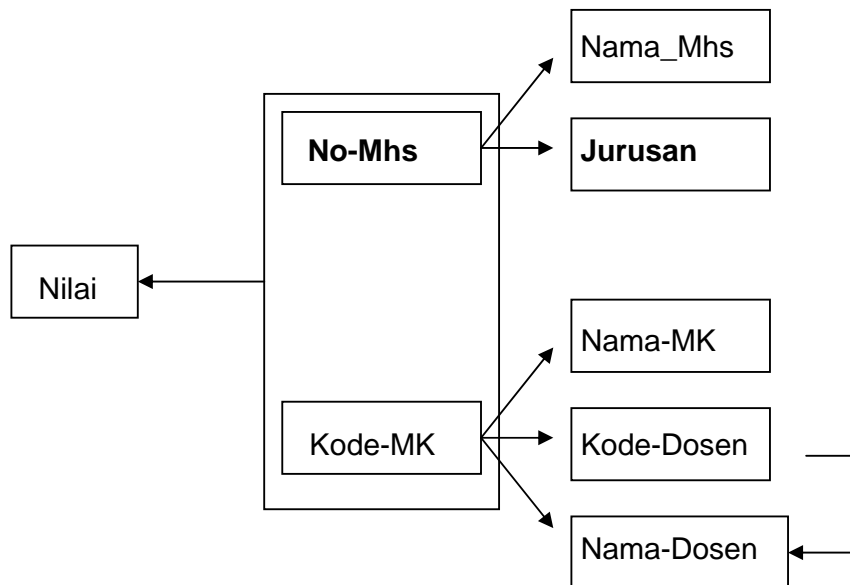 Nama_Mhs
No-Mhs
Jurusan
Nilai
Nama-MK
Kode-MK
Kode-Dosen
Nama-Dosen